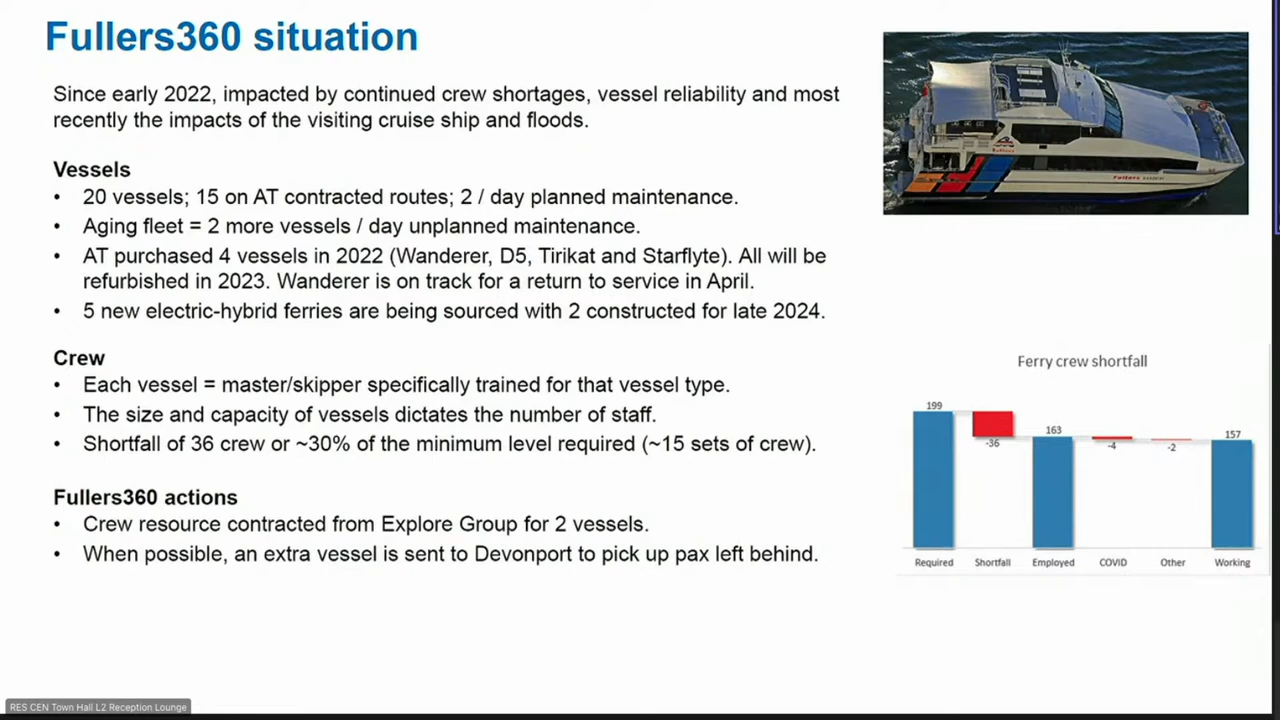 Fullers360 situation
Since early 2022, impacted by continued crew shortages, vessel reliability and most
recently the impacts of the visiting cruise ship and floods.
Vessels
• 20 vessels; 15 on AT contracted routes; 2 / day planned maintenance.
• Aging fleet = 2 more vessels / day unplanned maintenance.
• AT purchased 4 vessels in 2022 (Wanderer, D5, Tirikat and Starflyte). All will be
refurbished in 2023. Wanderer is on track for a return to service in April.
• 5 new electric-hybrid ferries are being sourced with 2 constructed for late 2024.
Crew
• Each vessel = master/skipper specifically trained for that vessel type.
• The size and capacity of vessels dictates the number of staff.
• Shortfall of 36 crew or ~30% of the minimum level required (~15 sets of crew).
Fullers360 actions
• Crew resource contracted from Explore Group for 2 vessels.
• When possible, an extra vessel is sent to Devonport to pick up pax left behind.
Ferry crew shortfall
199
-36
163
-4
-2
157
Required Shortfall Employed COVID Other Working
RES CEN Town Hall L2 Reception Lounge